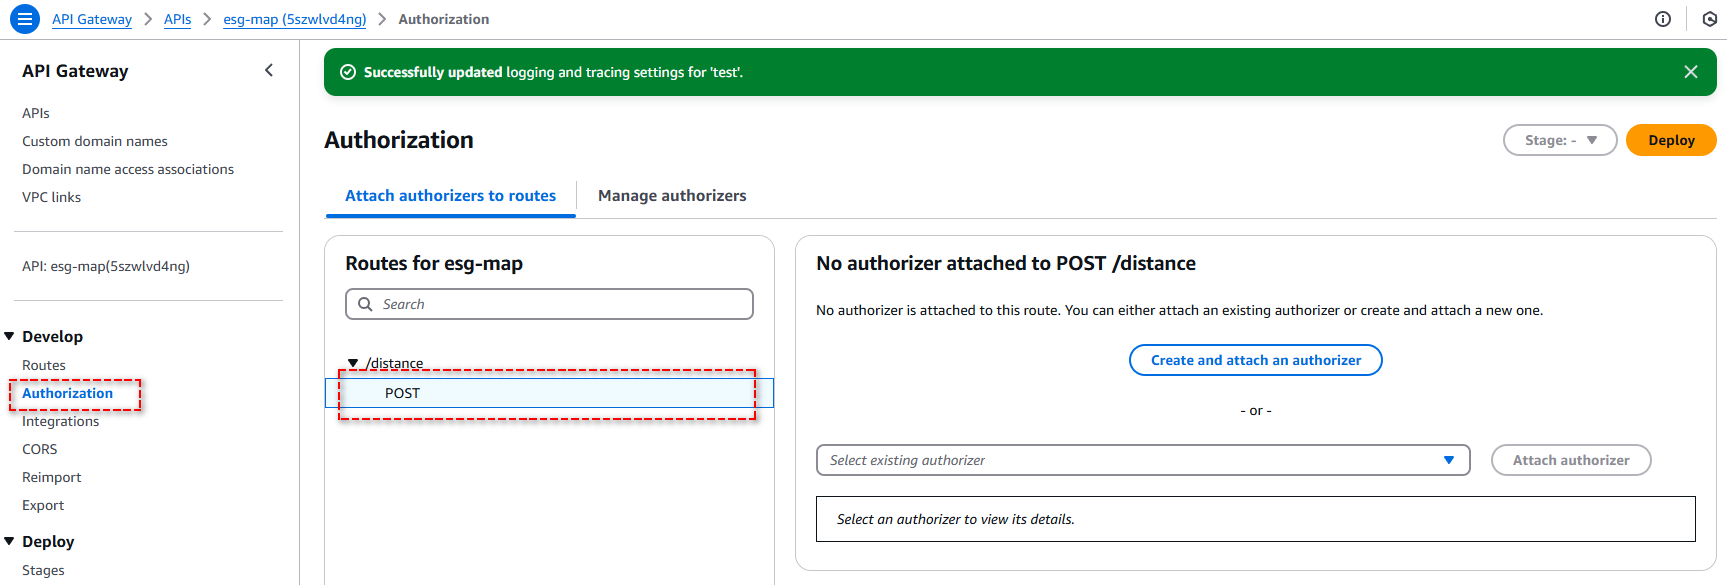 API Gateway > APIs > esg-map (5szwlvd4ng) > Authorization
API Gateway
APIs
Custom domain names
Domain name access associations
VPC links
API: esg-map(5szwlvd4ng)
Develop
Routes
Authorization
Integrations
CORS
Reimport
Export
Deploy
Stages
Successfully updated logging and tracing settings for 'test'.
Authorization
Stage: -
Deploy
Attach authorizers to routes
Manage authorizers
Routes for esg-map
Search
/distance
POST
No authorizer attached to POST /distance
No authorizer is attached to this route. You can either attach an existing authorizer or create and attach a new one.
Create and attach an authorizer
- or -
Select existing authorizer
Attach authorizer
Select an authorizer to view its details.